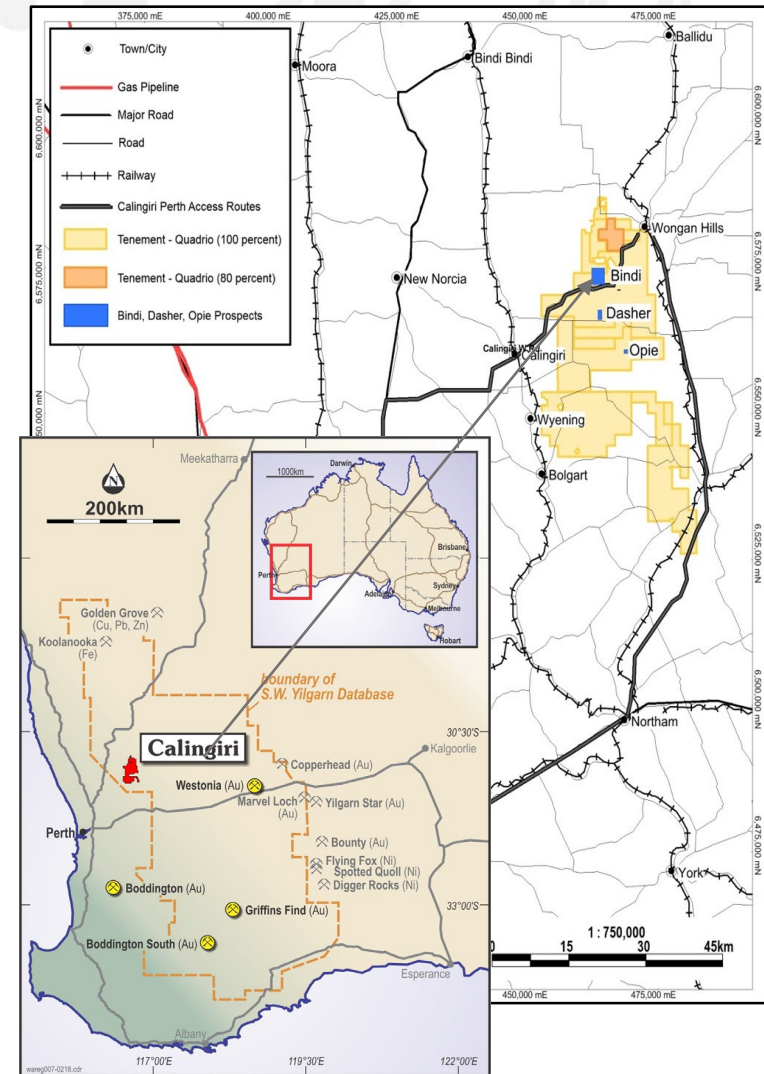 375,000 mE
400,000 mE
425,000 mE
450,000 mE
475,000 mE
Town/City
Gas Pipeline
Major Road
Road
Railway
Calingiri Perth Access Routes
Tenement - Quadrio (100 percent)
Tenement - Quadrio (80 percent)
Bindi, Dasher, Opie Prospects
6,600,000 mN
6,575,000 mN
50,000 mN
Moora
Bindi Bindi
Ballidu
6,600,000 mN
Wongan Hills
6,575,000 mN
New Norcia
Bindi
Dasher
Calingiri W Rd
Calingiri
Opie
6,550,000 mN
Wyening
Bolgart
6,525,000 mN
6,500,000 mN
Northam
6,475,000 mN
York
1 : 750,000
0 15 30 45km
450,000 mE
475,000 mE
N
200km
Meekatharra
1000km
Darwin
Brisbane
Perth
Sydney
Adelaide
Melbourne
Hobart
Golden Grove
(Cu, Pb, Zn)
Koolanooka
(Fe)
boundary of
S.W. Yilgarn Database
30°30'S
Calingiri
Kalgoorlie
Copperhead (Au)
Westonia (Au)
Marvel Loch
(Au)
Yilgarn Star (Au)
Perth
Bounty (Au)
Flying Fox (Ni)
Spotted Quoll (Ni)
Digger Rocks (Ni)
Boddington (Au)
Griffins Find (Au)
33°00'S
Boddington South (Au)
Esperance
Albany
117°00'E
119°30'E
122°00'E
wareg007-0218.cdr